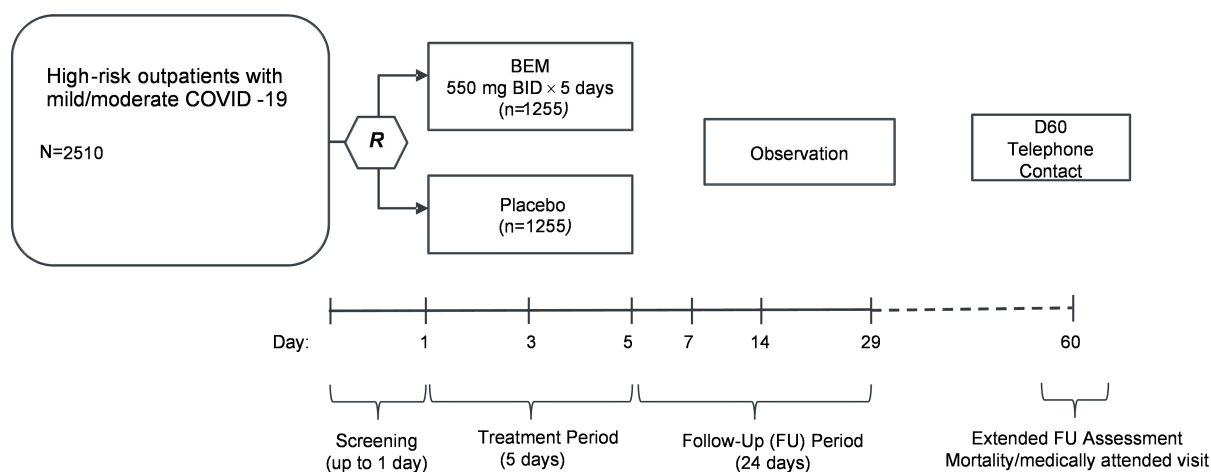 High-risk outpatients with
mild/moderate COVID -19
N=2510
R
BEM
550 mg BID × 5 days
(n=1255)
Placebo
(n=1255)
Observation
D60
Telephone
Contact
Day: 1 3 5 7 14 29 60
Screening
(up to 1 day)
Treatment Period
(5 days)
Follow-Up (FU) Period
(24 days)
Extended FU Assessment
Mortality/medically attended visit